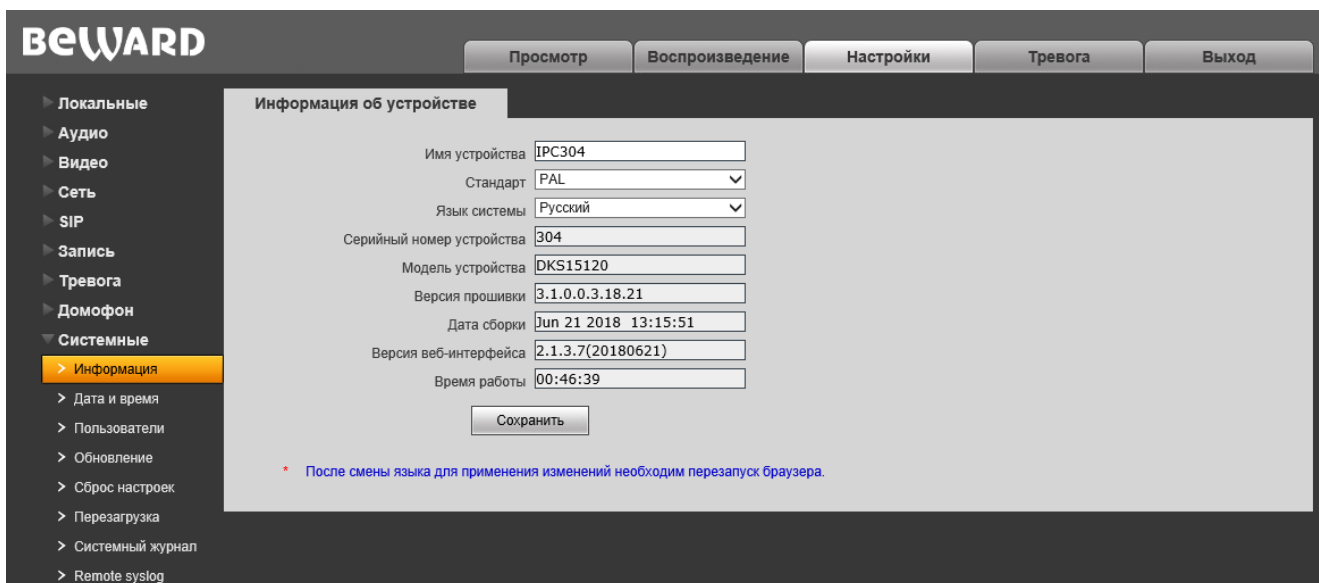 BEWARD
Просмотр Воспроизведение Настройки Тревога Выход
Локальные
Аудио
Видео
Сеть
SIP
Запись
Тревога
Домофон
Системные
Информация
Дата и время
Пользователи
Обновление
Сброс настроек
Перезагрузка
Системный журнал
Remote syslog
Информация об устройстве
Имя устройства IPC304
Стандарт PAL
Язык системы Русский
Серийный номер устройства 304
Модель устройства DKS15120
Версия прошивки 3.1.0.0.3.18.21
Дата сборки Jun 21 2018 13:15:51
Версия веб-интерфейса 2.1.3.7(20180621)
Время работы 00:46:39
Сохранить
* После смены языка для применения изменений необходим перезапуск браузера.